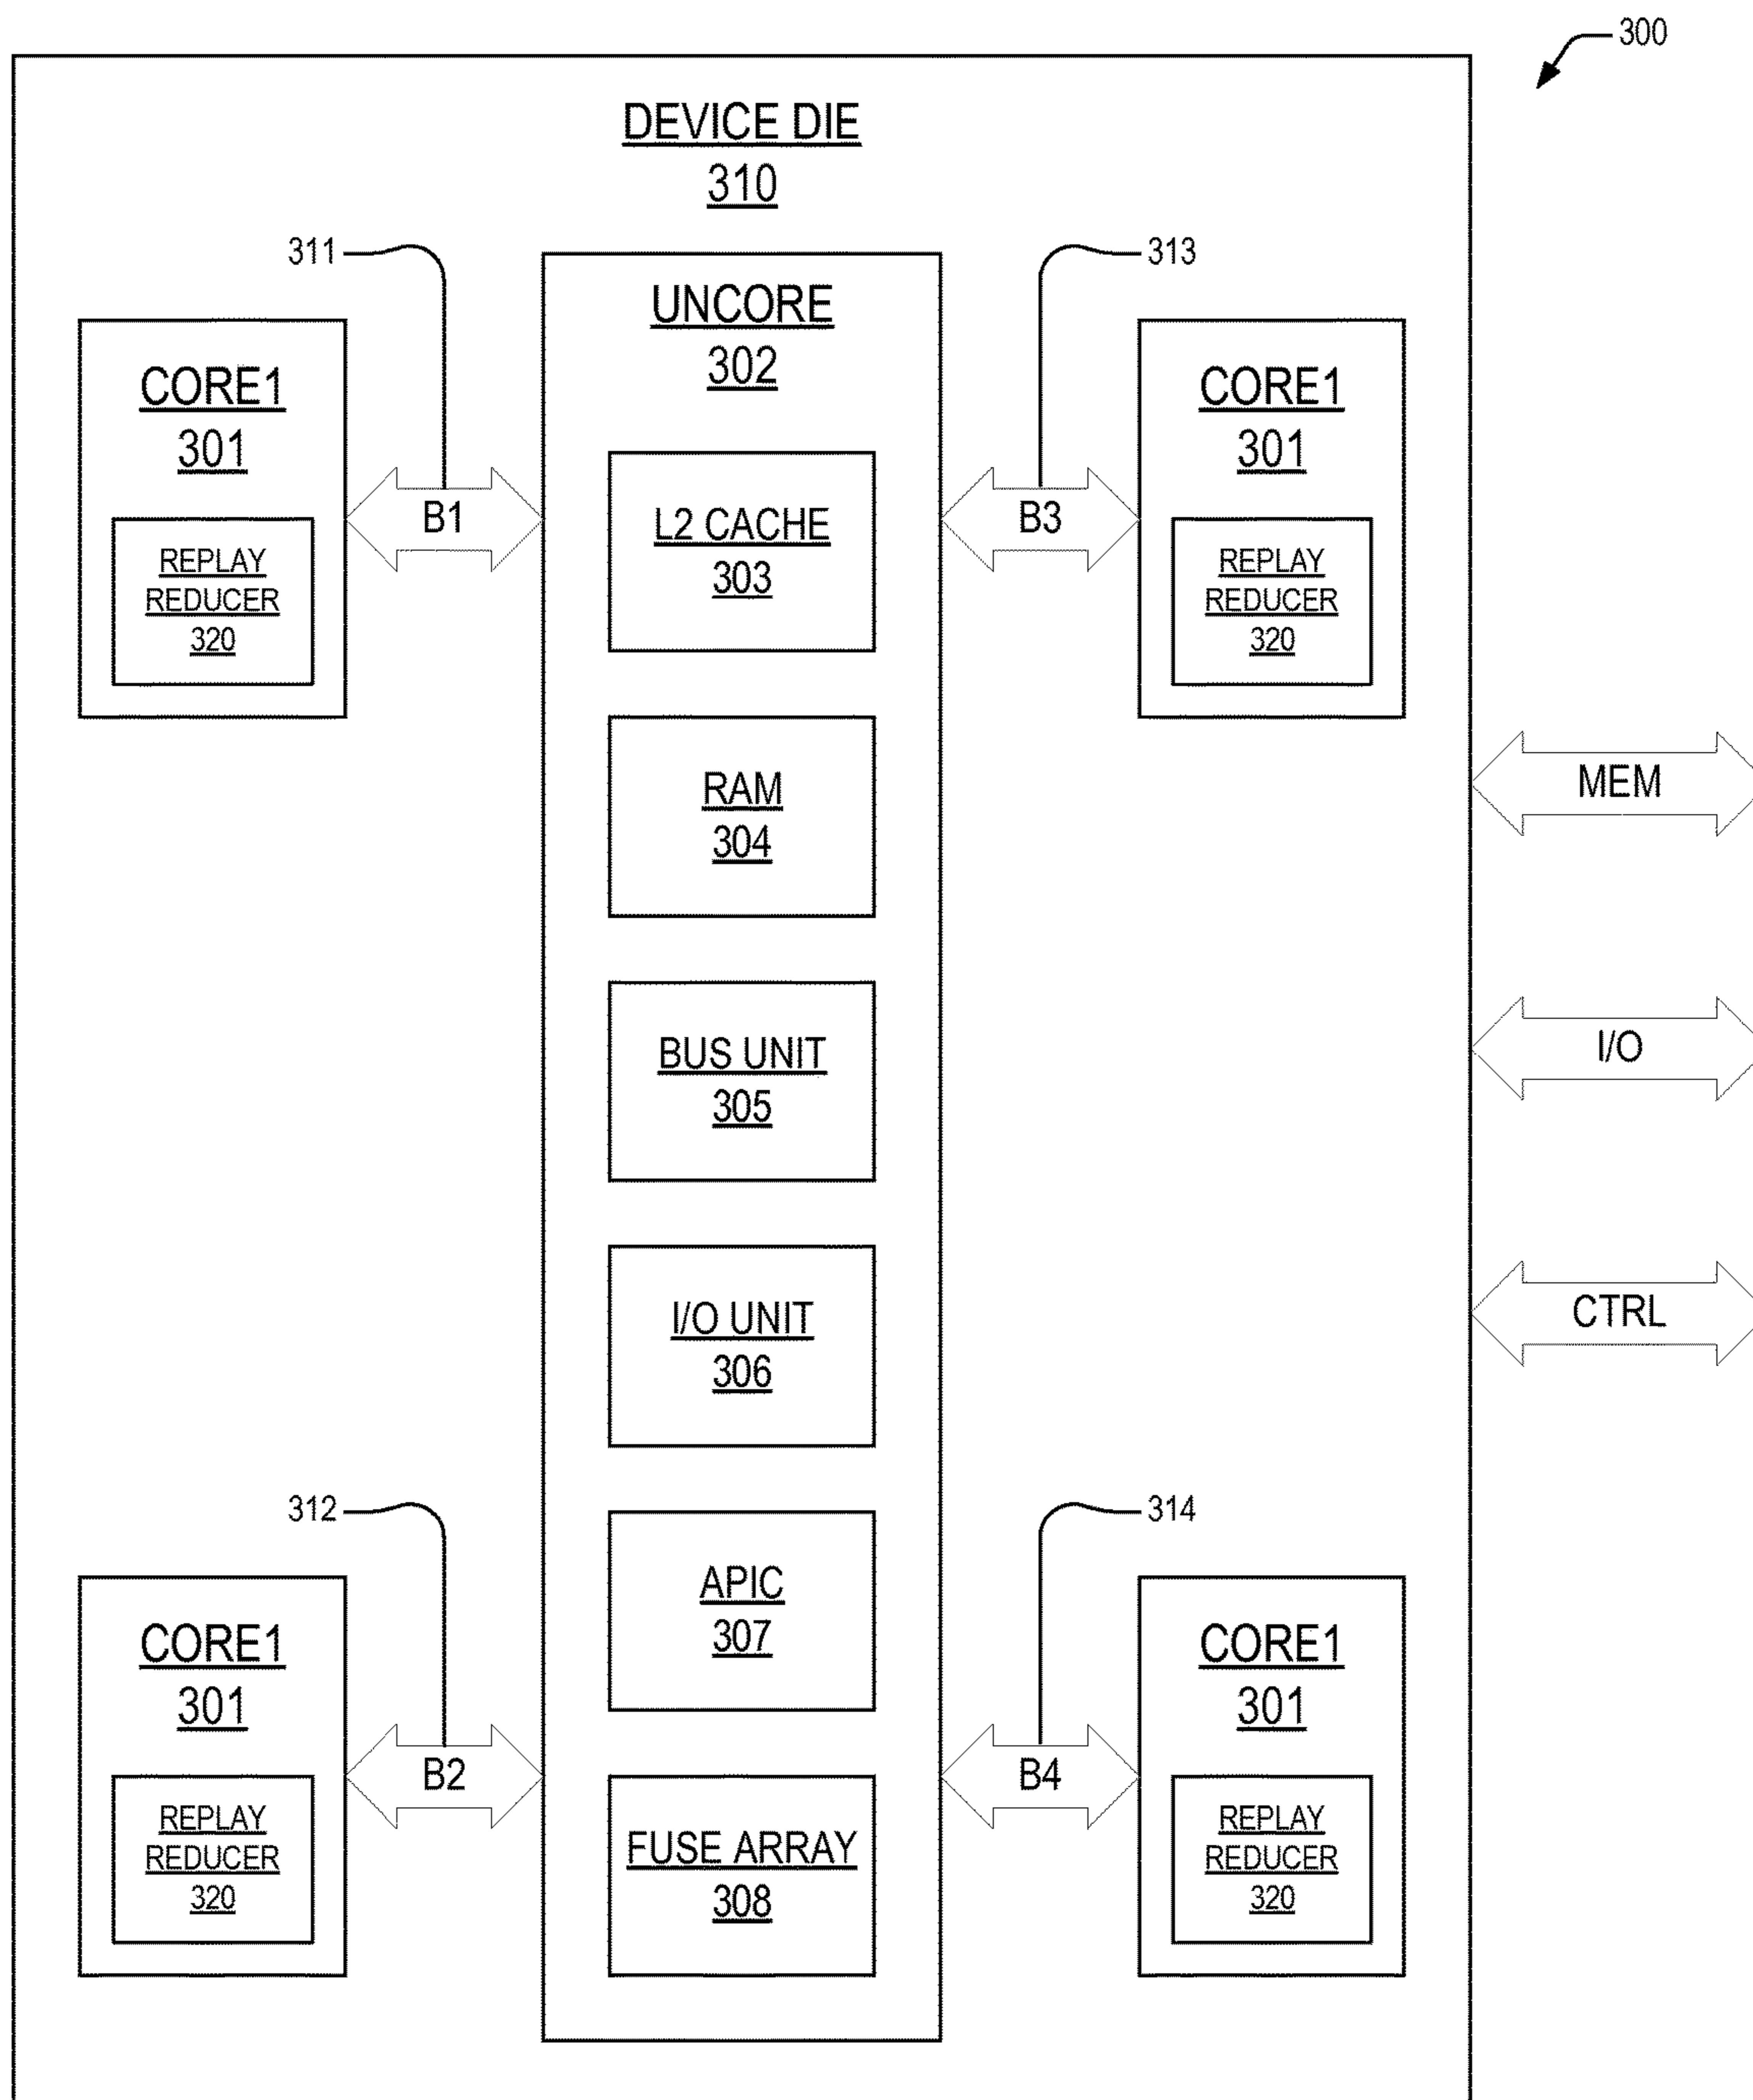 300
DEVICE DIE
310
311
313
UNCORE
302
CORE1
301
REPLAY
REDUCER
320
B1
L2 CACHE
303
B3
CORE1
301
REPLAY
REDUCER
320
RAM
304
MEM
BUS UNIT
305
I/O
I/O UNIT
306
CTRL
312
314
APIC
307
CORE1
301
REPLAY
REDUCER
320
B2
FUSE ARRAY
308
B4
CORE1
301
REPLAY
REDUCER
320